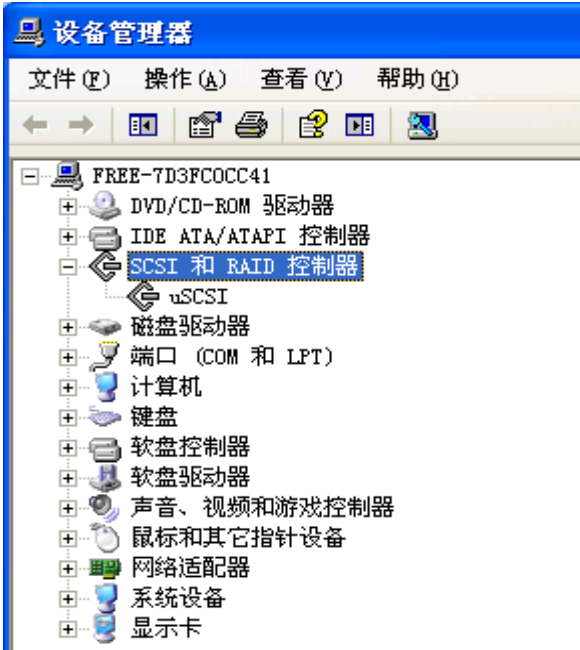 设备管理器
文件(F) 操作(A) 查看(V) 帮助(H)
FREE-7D3FC0CC41
DVD/CD-ROM 驱动器
IDE ATA/ATAPI 控制器
SCSI 和 RAID 控制器
uSCSI
磁盘驱动器
端口 (COM 和 LPT)
计算机
键盘
软盘控制器
软盘驱动器
声音、视频和游戏控制器
鼠标和其它指针设备
网络适配器
系统设备
显示卡